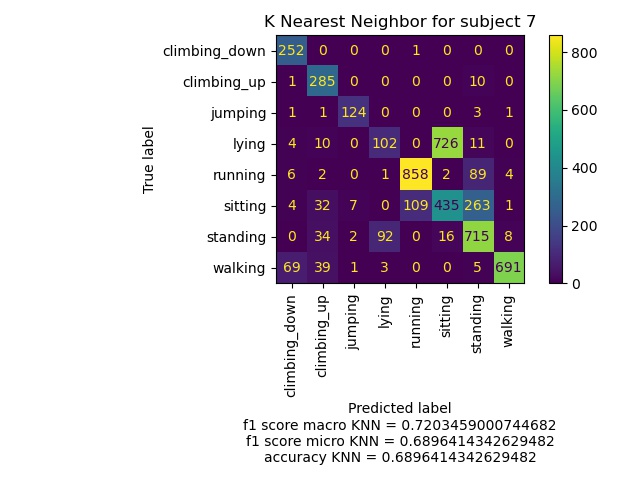 K Nearest Neighbor for subject 7
climbing_down 252 0 0 0 1 0 0 0
climbing_up 1 285 0 0 0 0 10 0
jumping 1 1 124 0 0 0 3 1
lying 4 10 0 102 0 726 11 0
running 6 2 0 1 858 2 89 4
sitting 4 32 7 0 109 435 263 1
standing 0 34 2 92 0 16 715 8
walking 69 39 1 3 0 0 5 691
True label
climbing_down
climbing_up
jumping
lying
running
sitting
standing
walking
800
600
400
200
0
Predicted label
f1 score macro KNN = 0.7203459000744682
f1 score micro KNN = 0.6896414342629482
accuracy KNN = 0.6896414342629482